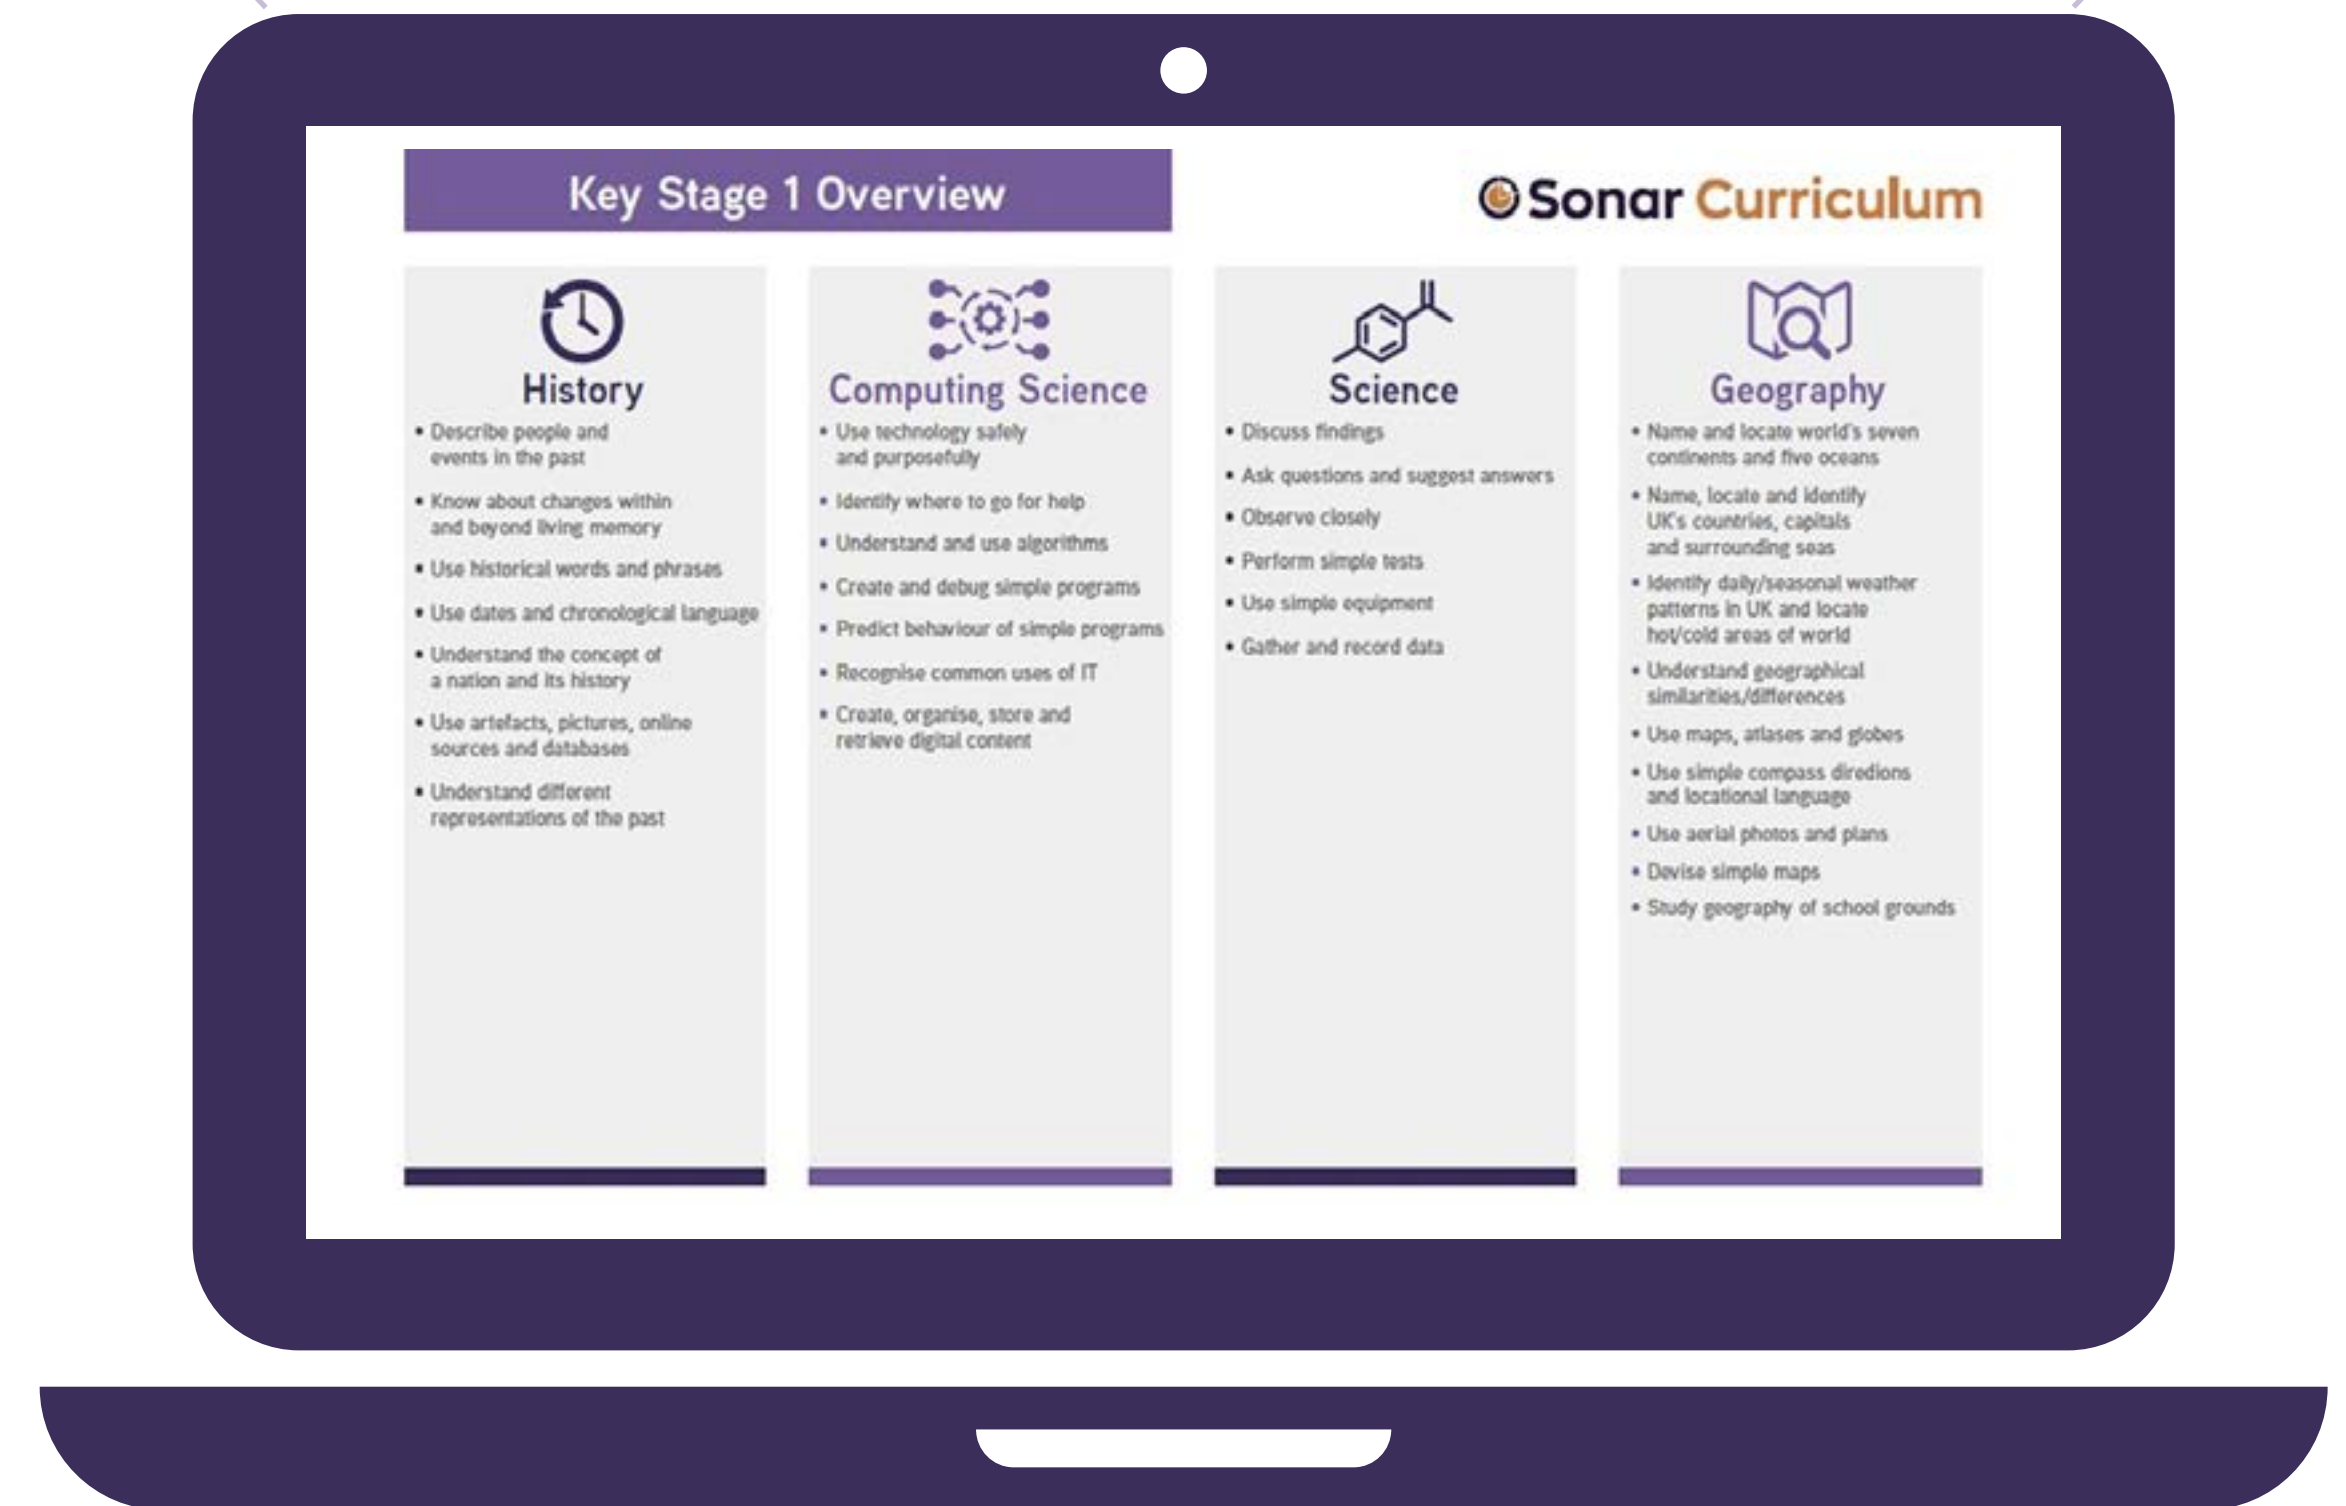 Key Stage 1 Overview
Sonar Curriculum
History
• Describe people and
events in the past
• Know about changes within
and beyond living memory
• Use historical words and phrases
• Use dates and chronological language
• Understand the concept of
a nation and its history
• Use artefacts, pictures, online
sources and databases
• Understand different
representations of the past
Computing Science
• Use technology safely
and purposefully
• Identify where to go for help
• Understand and use algorithms
• Create and debug simple programs
• Predict behaviour of simple programs
• Recognise common uses of IT
• Create, organise, store and
retrieve digital content
Science
• Discuss findings
• Ask questions and suggest answers
• Observe closely
• Perform simple tests
• Use simple equipment
• Gather and record data
Geography
• Name and locate world's seven
continents and five oceans
• Name, locate and identify
UK's countries, capitals
and surrounding seas
• Identify daily/seasonal weather
patterns in UK and locate
hot/cold areas of world
• Understand geographical
similarities/differences
• Use maps, atlases and globes
• Use simple compass diredions
and locational language
• Use aerial photos and plans
• Devise simple maps
• Study geography of school grounds